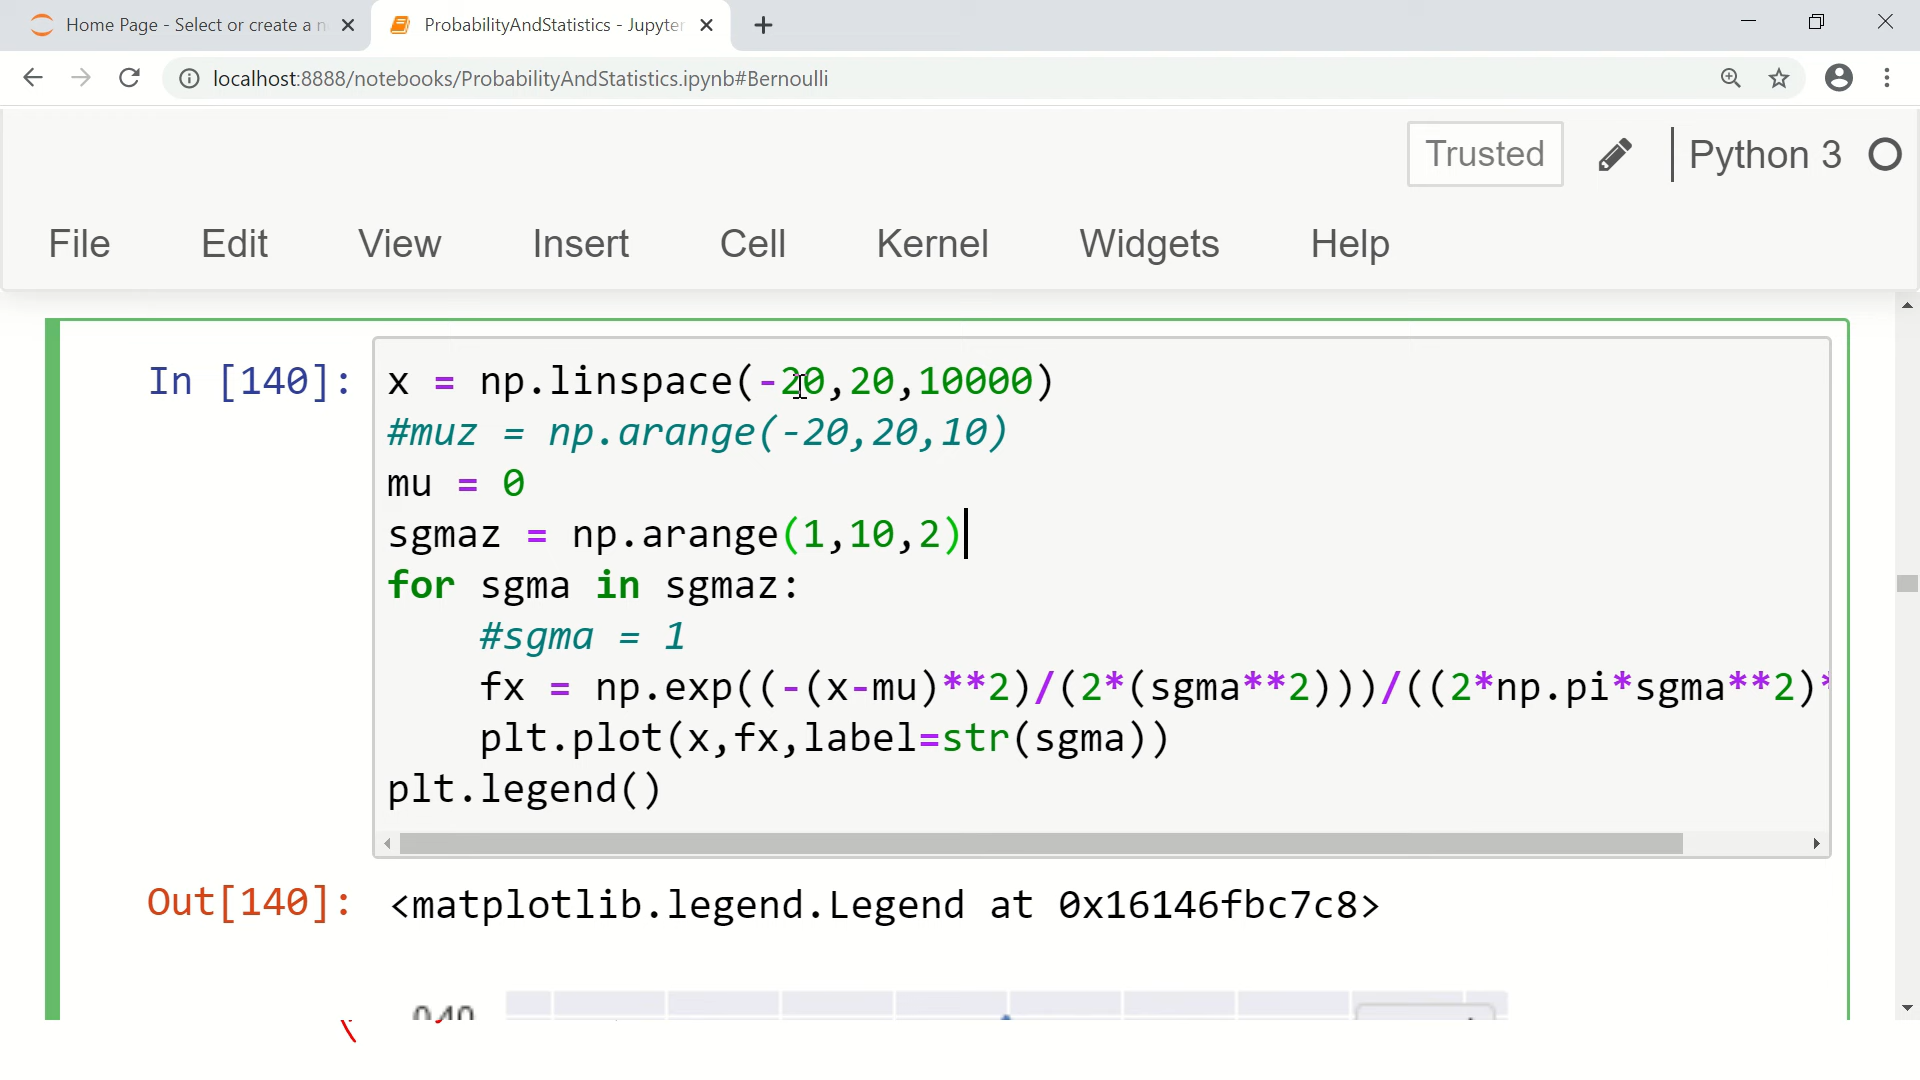 Home Page - Select or create a n
ProbabilityAndStatistics - Jupyter
localhost:8888/notebooks/ProbabilityAndStatistics.ipynb#Bernoulli
Trusted
Python 3
File Edit View Insert Cell Kernel Widgets Help
In [140]:
x = np.linspace(-20,20,10000)
#muz = np.arange(-20,20,10)
mu = 0
sgmaz = np.arange(1,10,2)
for sgma in sgmaz:
#sgma = 1
fx = np.exp((-(x-mu)**2)/(2*(sgma**2)))/((2*np.pi*sgma**2)*
plt.plot(x,fx,label=str(sgma))
plt.legend()
Out[140]: <matplotlib.legend.Legend at 0x16146fbc7c8>
0.40